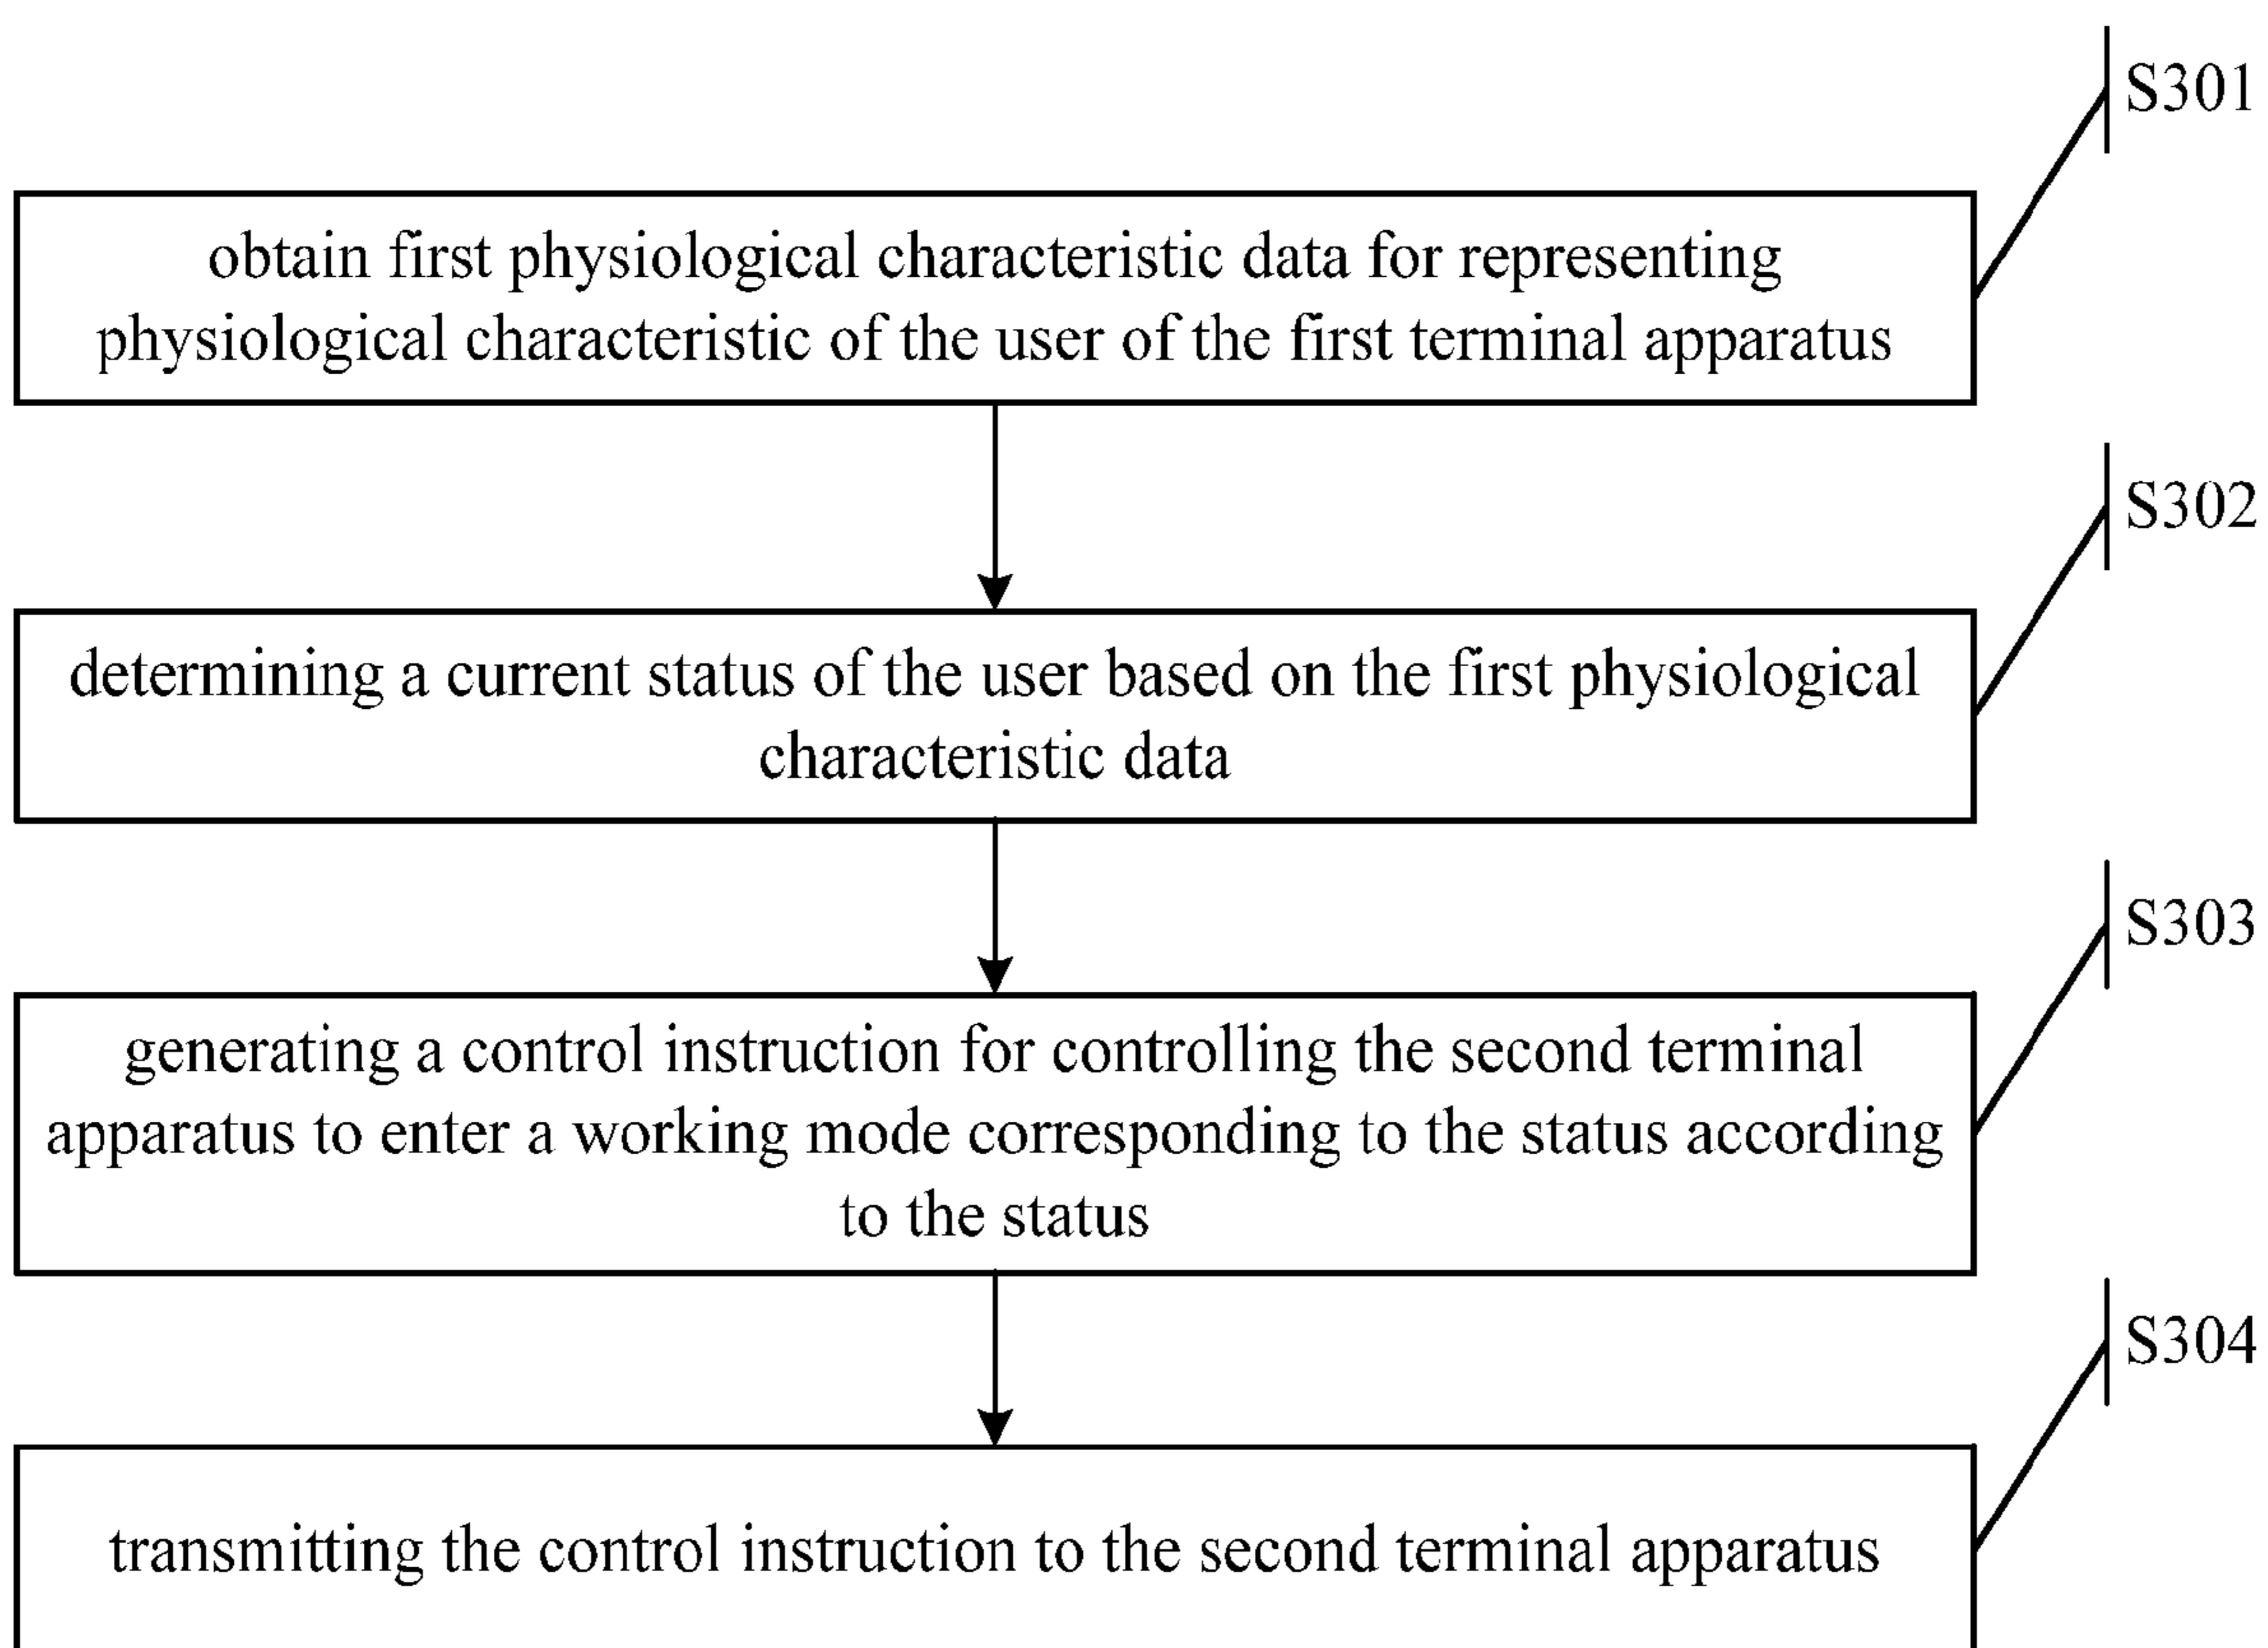 S301
obtain first physiological characteristic data for representing
physiological characteristic of the user of the first terminal apparatus
S302
determining a current status of the user based on the first physiological
characteristic data
S303
generating a control instruction for controlling the second terminal
apparatus to enter a working mode corresponding to the status according
to the status
S304
transmitting the control instruction to the second terminal apparatus